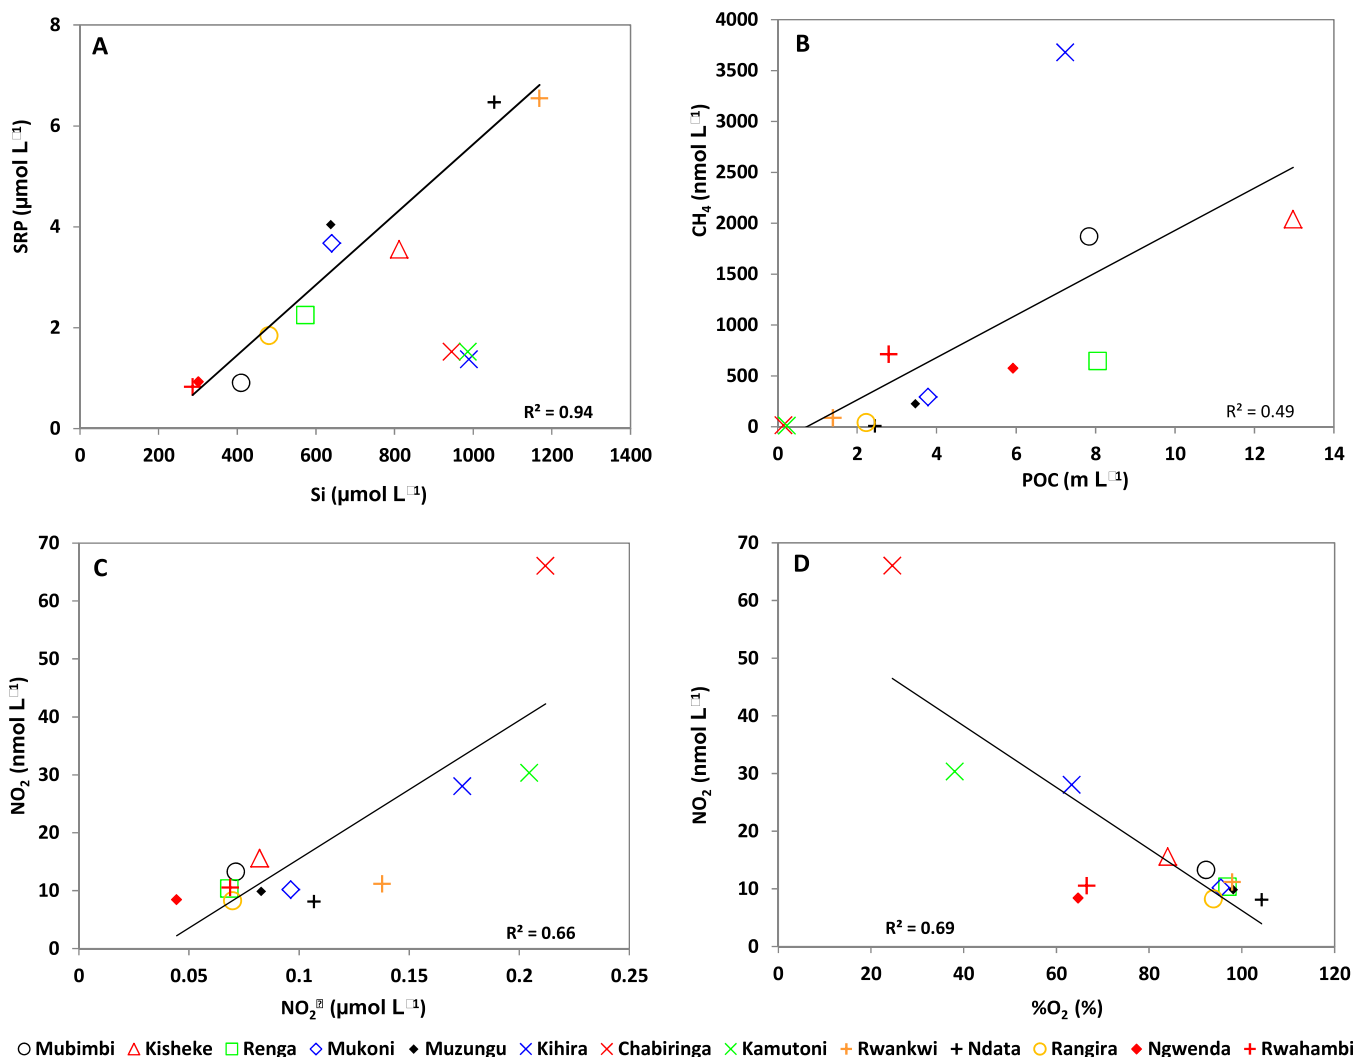 A
8
6
4
2
0
SRP (µmol L⁻¹)
0 200 400 600 800 1000 1200 1400
Si (µmol L⁻¹)
R² = 0.94
B
4000
3500
3000
2500
2000
1500
1000
500
0
CH₄ (nmol L⁻¹)
0 2 4 6 8 10 12 14
POC (m L⁻¹)
R² = 0.49
C
70
60
50
40
30
20
10
0
NO₂ (nmol L⁻¹)
0 0.05 0.1 0.15 0.2 0.25
NO₂ (µmol L⁻¹)
R² = 0.66
D
70
60
50
40
30
20
10
0
NO₂ (nmol L⁻¹)
0 20 40 60 80 100 120
%O₂ (%)
R² = 0.69
Mubimbi Kisheke Renga Mukoni Muzungu Kihira Chabiringa Kamutoni Rwankwi Ndata Rangira Ngwenda Rwahambi